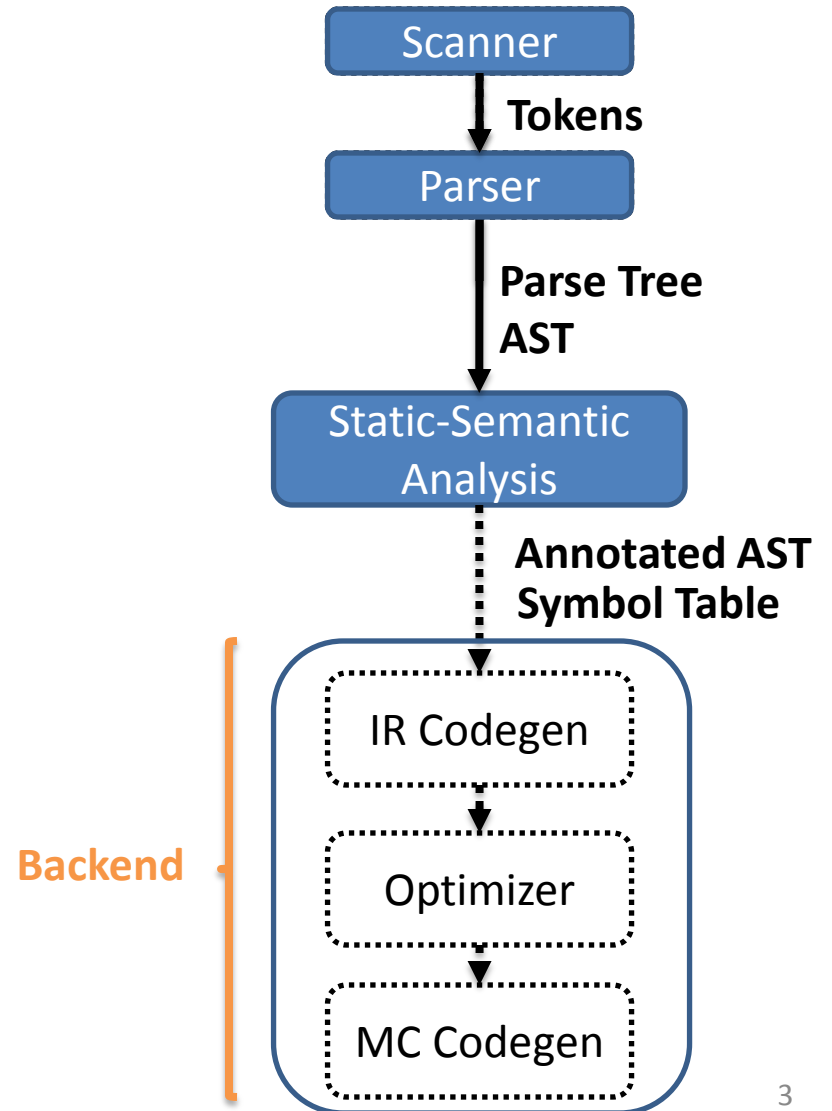 Scanner
Tokens
Parser
Parse Tree
AST
Static-Semantic
Analysis
Annotated AST
Symbol Table
IR Codegen
Backend
Optimizer
MC Codegen
3